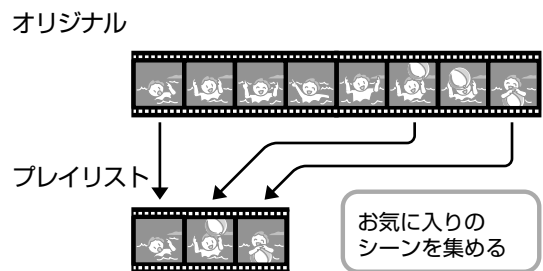 オリジナル
プレイリスト
お気に入りの
シーンを集める